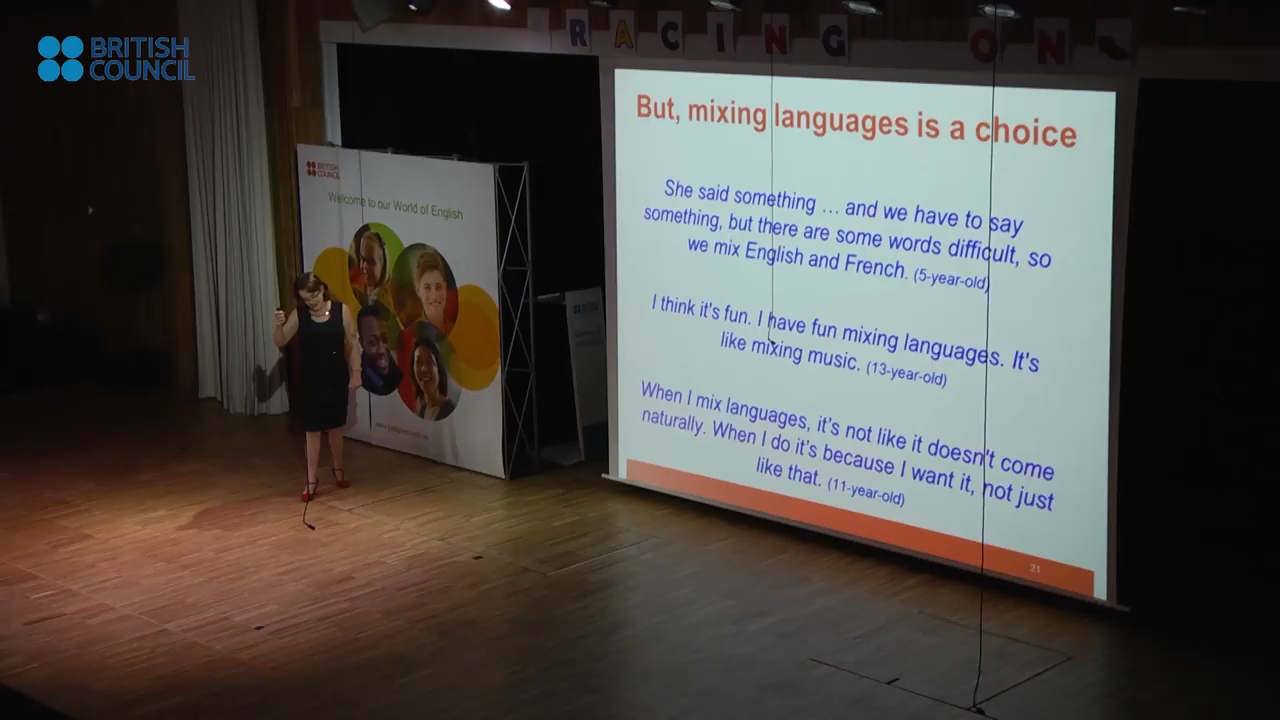 BRITISH
COUNCIL
RACING ON
BRITISH
COUNCIL
Welcome to our World of English
But, mixing languages is a choice
She said something … and we have to say
something, but there are some words difficult, so
we mix English and French. (5-year-old)
I think it's fun. I have fun mixing languages. It's
like mixing music. (13-year-old)
When I mix languages, it's not like it doesn't come
naturally. When I do it's because I want it, not just
like that. (11-year-old)
21